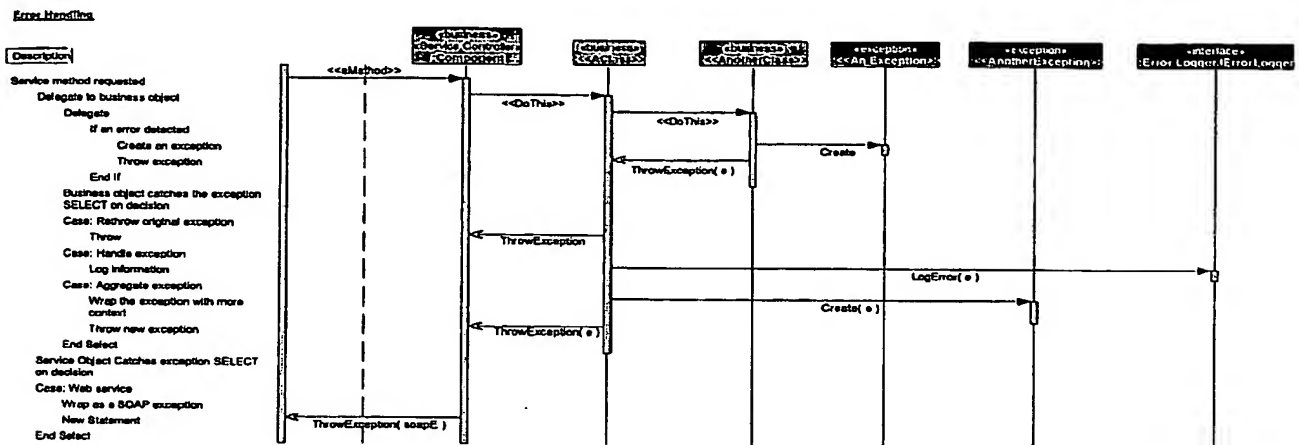 Error Handling
Description
Service method requested
Delegate to business object
Delegate
If an error detected
Create an exception
Throw exception
End If
Business object catches the exception
SELECT on decision
Case: Rethrow original exception
Throw
Case: Handle exception
Log Information
Case: Aggregate exception
Wrap the exception with more
context
Throw new exception
End Select
Service Object Catches exception SELECT
on decision
Case: Web service
Wrap as a SOAP exception
New Statement
End Select
«business»
Service Controller
Component
«business»
<<AClass>>
«business»
<<AnotherClass>>
«exception»
<<An Exception>>
«exception»
<<AnotherException>>
«interface»
Error Logger:IErrorLogger
<<aMethod>>
<<DoThis>>
<<DoThis>>
Create
ThrowException( e )
ThrowException
LogError( e )
Create( e )
ThrowException( e )
ThrowException( soapE )